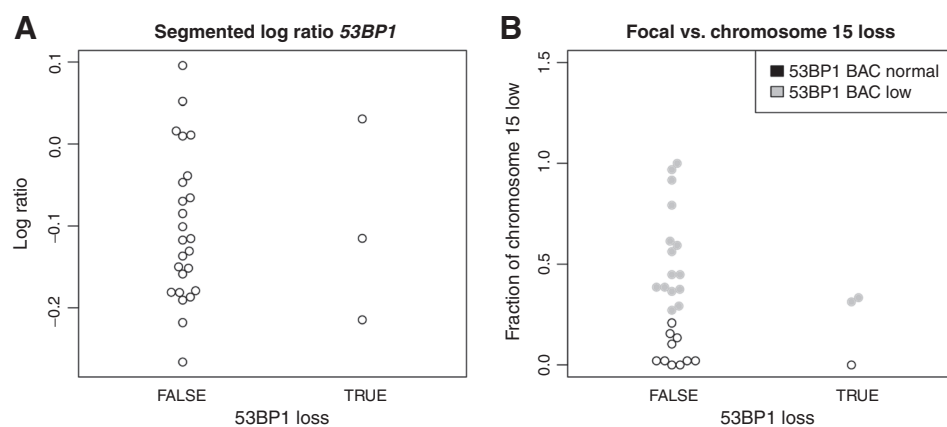 A
Segmented log ratio 53BP1
0.1
0.0
−0.1
−0.2
Log ratio
FALSE
TRUE
53BP1 loss
B
Focal vs. chromosome 15 loss
53BP1 BAC normal
53BP1 BAC low
1.5
1.0
0.5
0.0
Fraction of chromosome 15 low
FALSE
TRUE
53BP1 loss